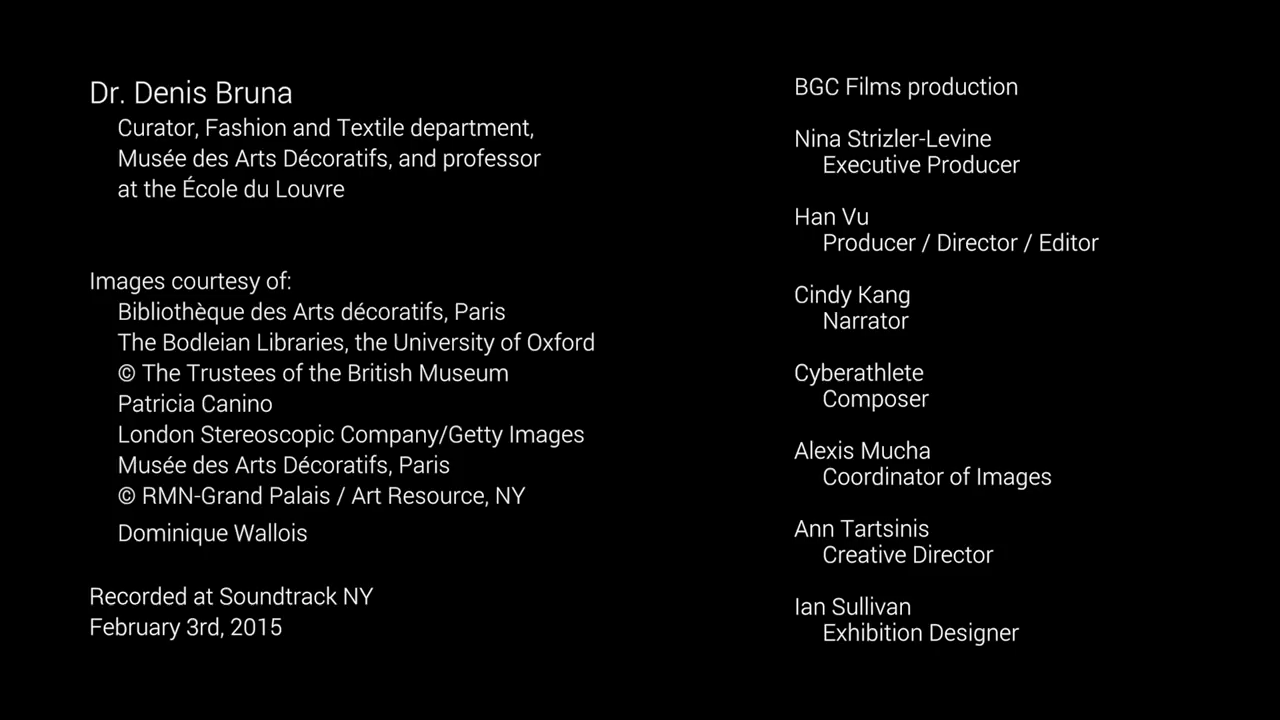 Dr. Denis Bruna
Curator, Fashion and Textile department,
Musée des Arts Décoratifs, and professor
at the École du Louvre
Images courtesy of:
Bibliothèque des Arts décoratifs, Paris
The Bodleian Libraries, the University of Oxford
© The Trustees of the British Museum
Patricia Canino
London Stereoscopic Company/Getty Images
Musée des Arts Décoratifs, Paris
© RMN-Grand Palais / Art Resource, NY
Dominique Wallois
Recorded at Soundtrack NY
February 3rd, 2015
BGC Films production
Nina Strizler-Levine
Executive Producer
Han Vu
Producer / Director / Editor
Cindy Kang
Narrator
Cyberathlete
Composer
Alexis Mucha
Coordinator of Images
Ann Tartsinis
Creative Director
Ian Sullivan
Exhibition Designer